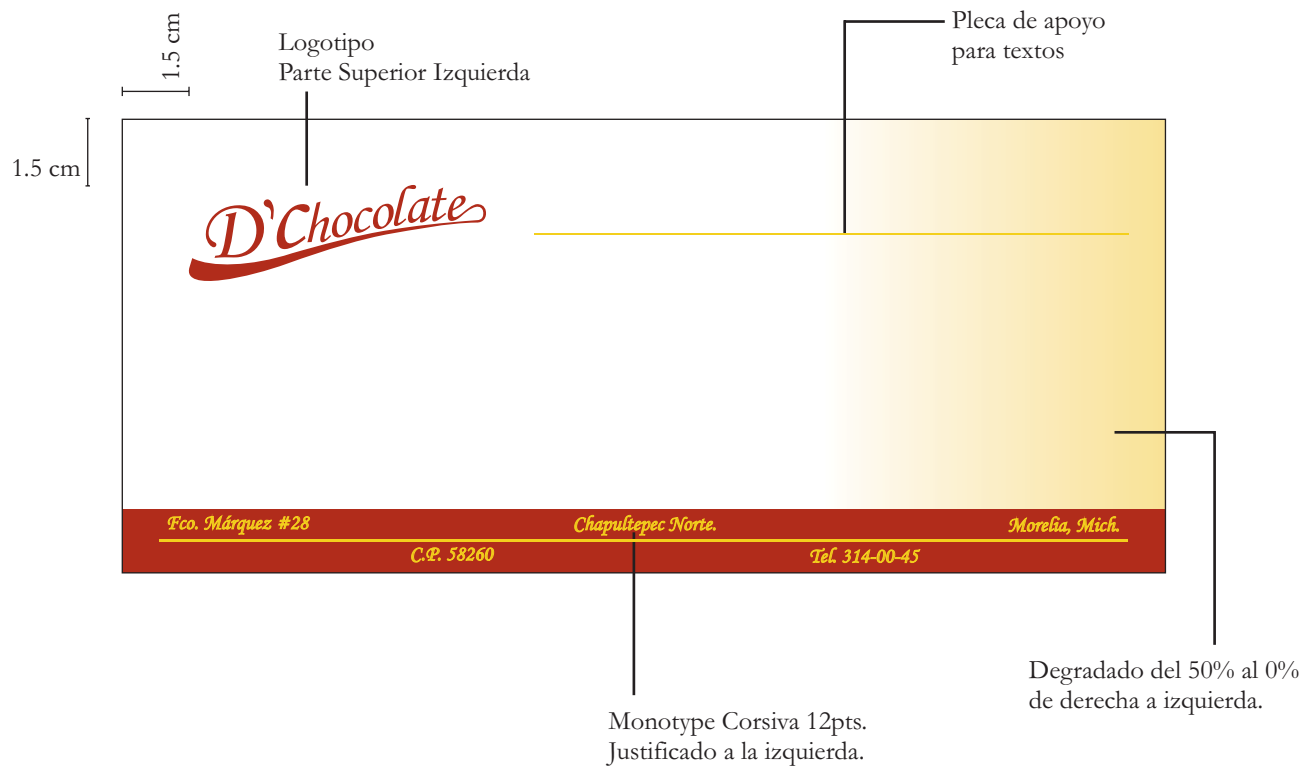 1.5 cm
Logotipo
Parte Superior Izquierda
Pleca de apoyo
para textos
1.5 cm
D'Chocolate
Fco. Márquez #28
Chapultepec Norte.
Morelia, Mich.
C.P. 58260
Tel. 314-00-45
Degradado del 50% al 0%
de derecha a izquierda.
Monotype Corsiva 12pts.
Justificado a la izquierda.